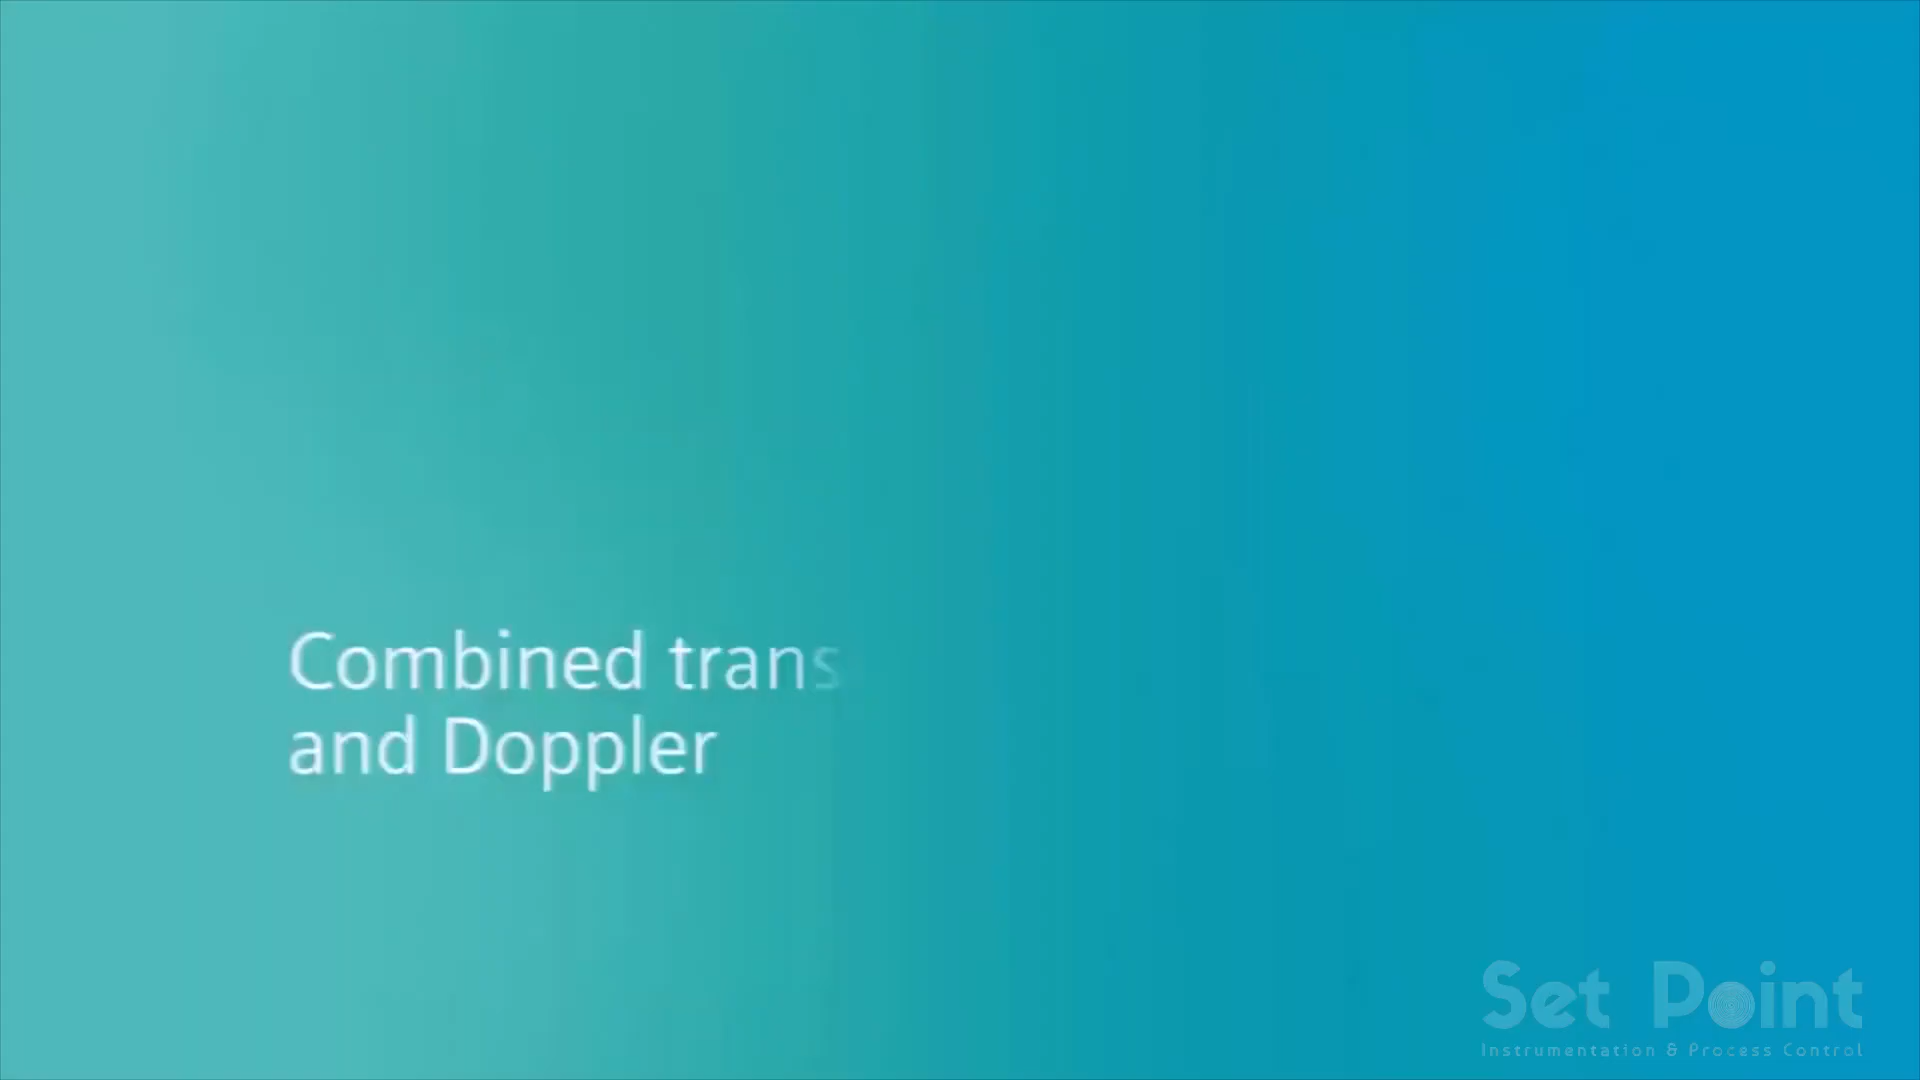 Combined trans
and Doppler
Set Point
Instrumentation & Process Control